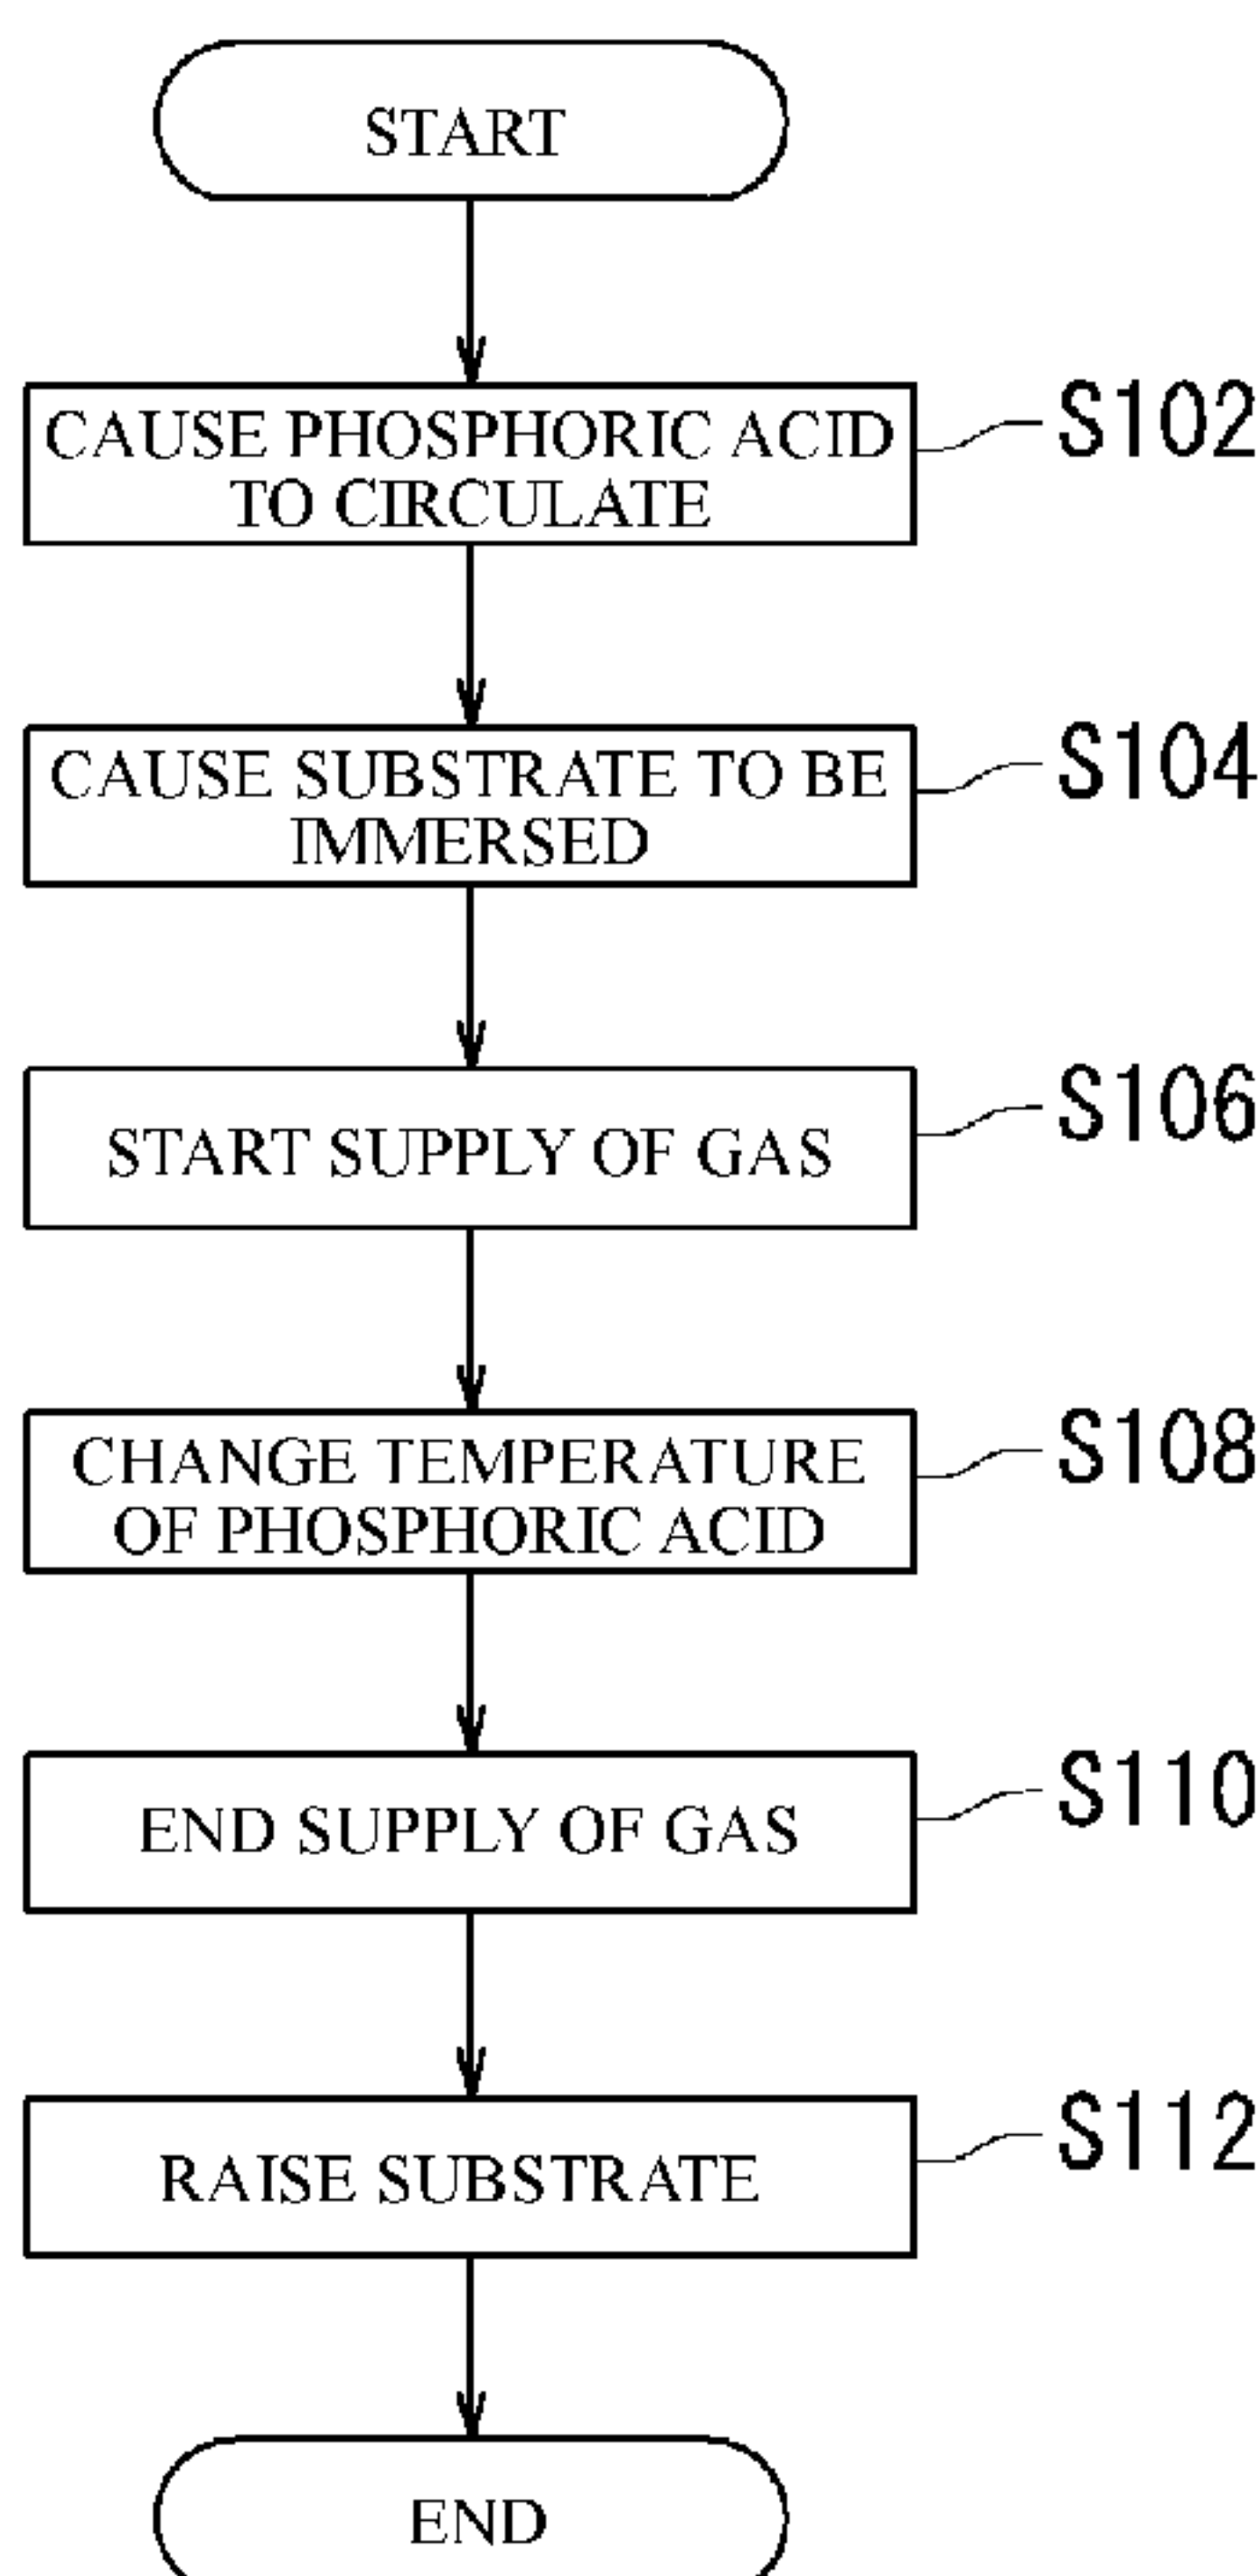 START
CAUSE PHOSPHORIC ACID
TO CIRCULATE
S102
CAUSE SUBSTRATE TO BE
IMMERSED
S104
START SUPPLY OF GAS
S106
CHANGE TEMPERATURE
OF PHOSPHORIC ACID
S108
END SUPPLY OF GAS
S110
RAISE SUBSTRATE
S112
END